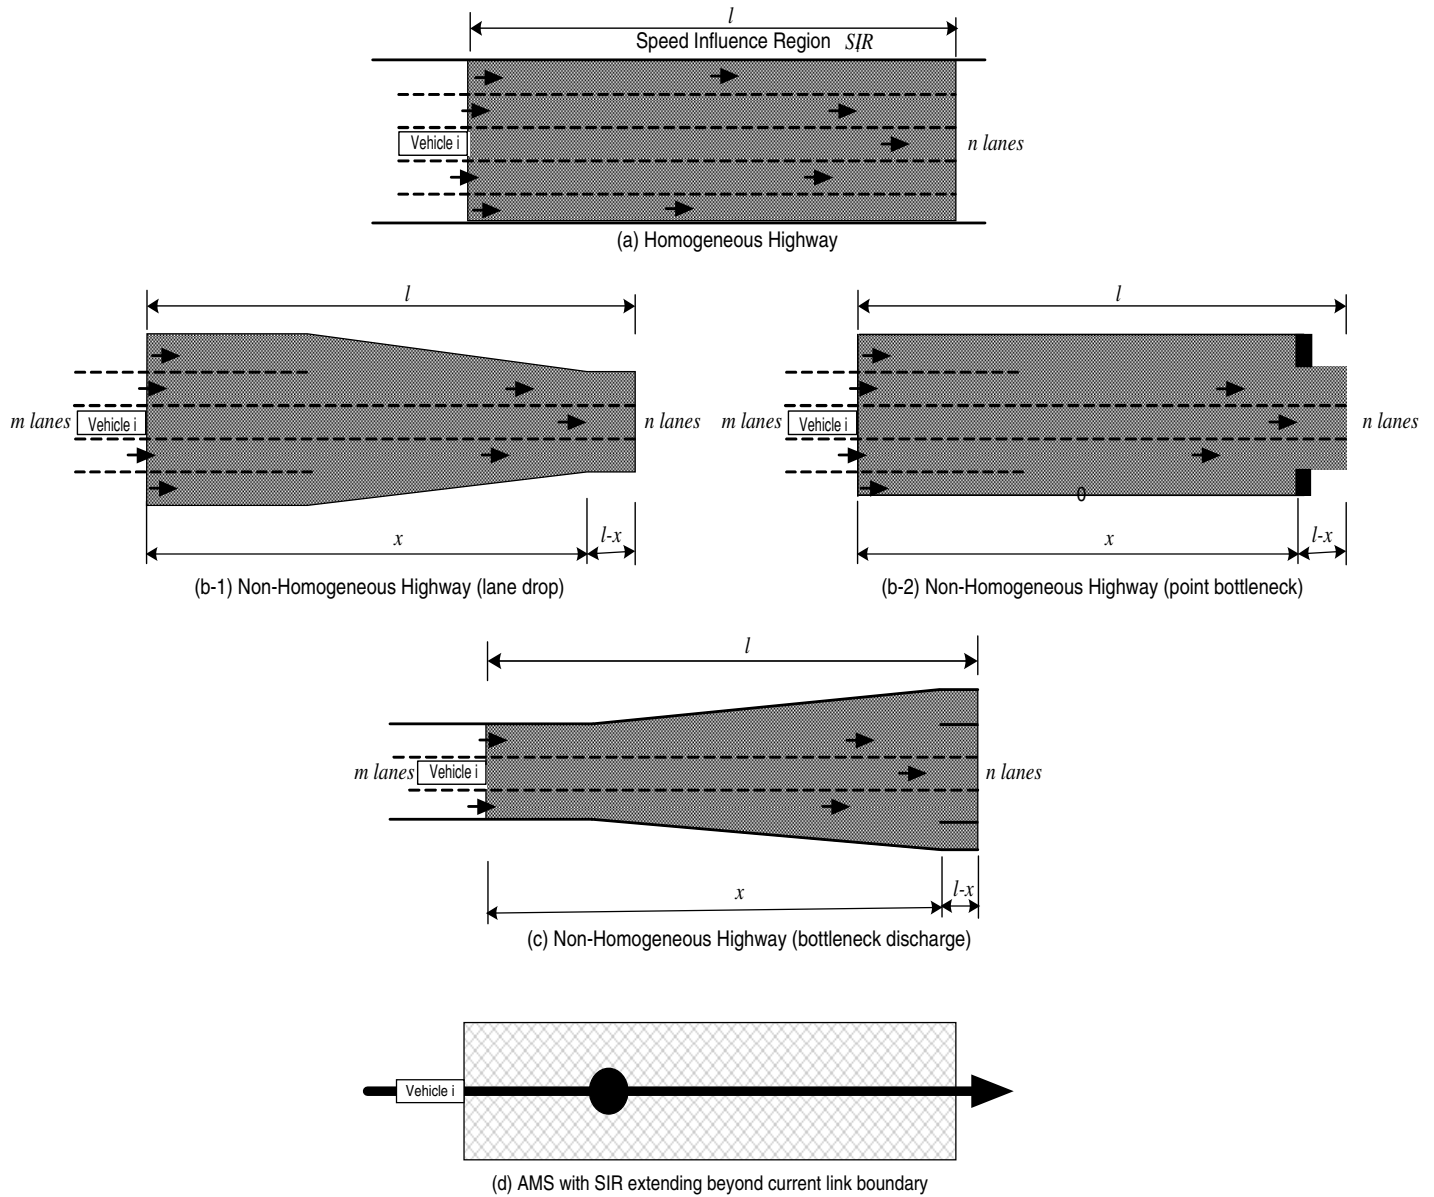 l
Speed Influence Region SIR
Vehicle i
n lanes
(a) Homogeneous Highway
l
m lanes
Vehicle i
n lanes
x
l-x
(b-1) Non-Homogeneous Highway (lane drop)
l
m lanes
Vehicle i
n lanes
0
x
l-x
(b-2) Non-Homogeneous Highway (point bottleneck)
l
m lanes
Vehicle i
n lanes
x
l-x
(c) Non-Homogeneous Highway (bottleneck discharge)
Vehicle i
(d) AMS with SIR extending beyond current link boundary